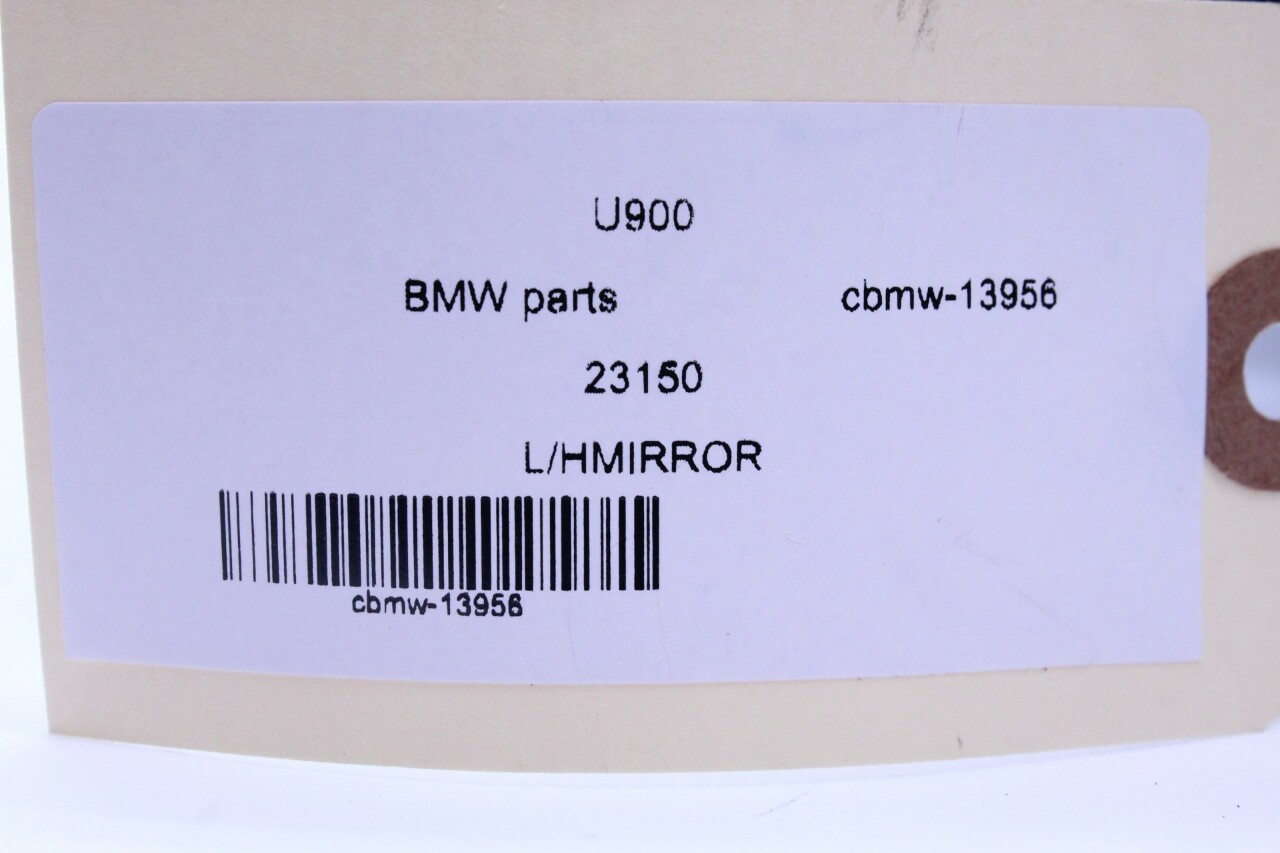 U900
BMW parts cbmw-13956
23150
L/HMIRROR
cbmw-13956